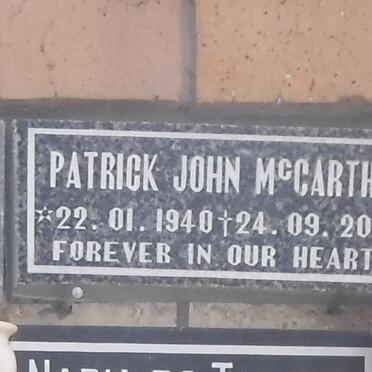 PATRICK JOHN McCARTH
☆22.01.1940†24.09.20
FOREVER IN OUR HEART